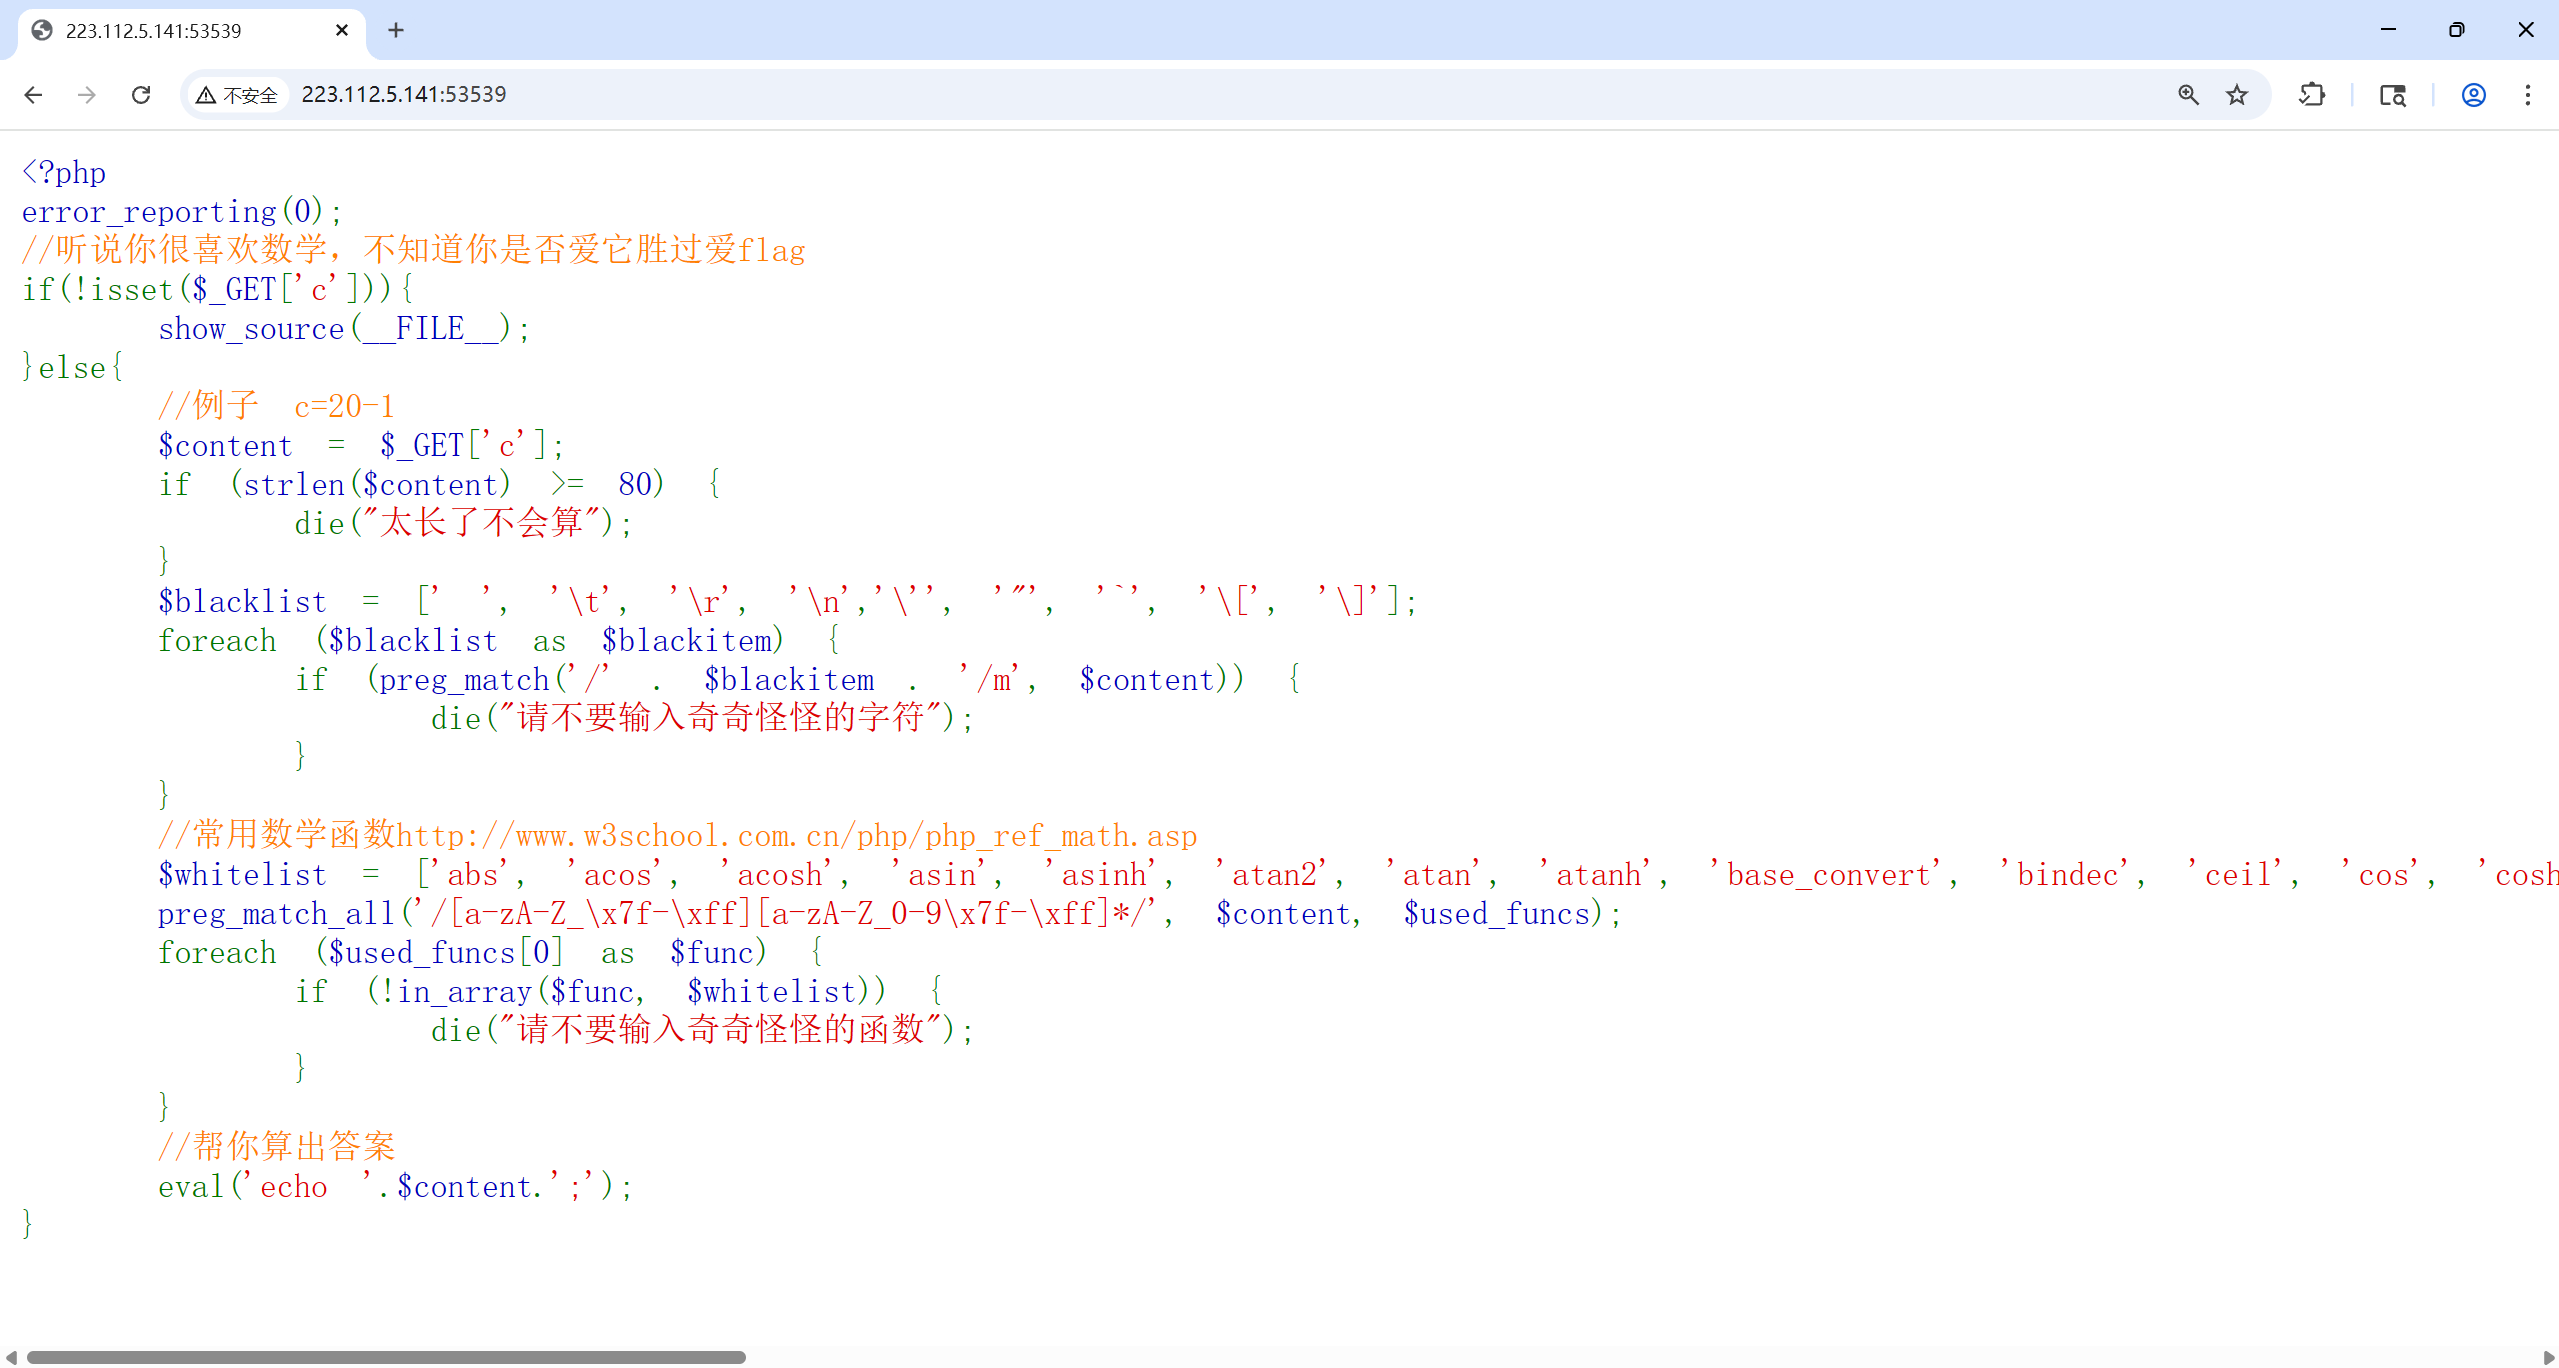 223.112.5.141:53539
不安全 223.112.5.141:53539
<?php
error_reporting(0);
//听说你很喜欢数学，不知道你是否爱它胜过爱flag
if(!isset($_GET['c'])){
show_source(__FILE__);
}else{
//例子 c=20-1
$content = $_GET['c'];
if (strlen($content) >= 80) {
die("太长了不会算");
}
$blacklist = [' ', '\t', '\r', '\n','\'', '"', '`', '\[', '\]'];
foreach ($blacklist as $blackitem) {
if (preg_match('/' . $blackitem . '/m', $content)) {
die("请不要输入奇奇怪怪的字符");
}
}
//常用数学函数http://www.w3school.com.cn/php/php_ref_math.asp
$whitelist = ['abs', 'acos', 'acosh', 'asin', 'asinh', 'atan2', 'atan', 'atanh', 'base_convert', 'bindec', 'ceil', 'cos', 'cosh
preg_match_all('/[a-zA-Z_\x7f-\xff][a-zA-Z_0-9\x7f-\xff]*/', $content, $used_funcs);
foreach ($used_funcs[0] as $func) {
if (!in_array($func, $whitelist)) {
die("请不要输入奇奇怪怪的函数");
}
}
//帮你算出答案
eval('echo '.$content.';');
}